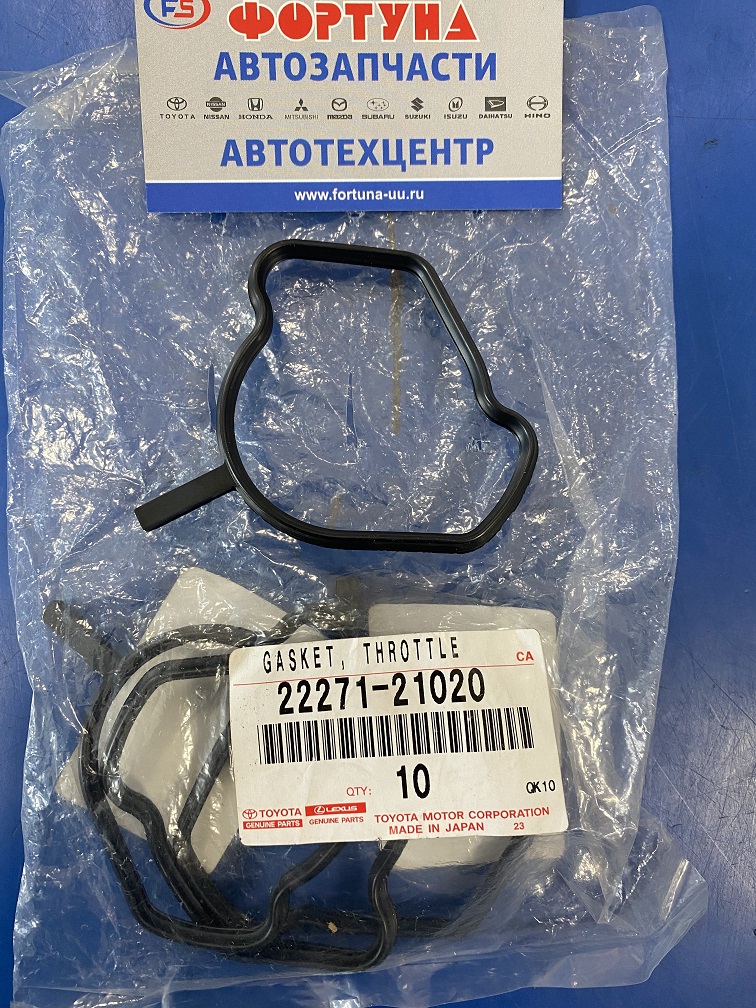 FS ФОРТУНА
АВТОЗАПЧАСТИ
TOYOTA NISSAN HONDA MITSUBISHI mazda SUBARU SUZUKI ISUZU DAIHATSU HINO
АВТОТЕХЦЕНТР
www.fortuna-uu.ru
GASKET, THROTTLE
CA
22271-21020
QTY: 10 QK10
TOYOTA LEXUS TOYOTA MOTOR CORPORATION
GENUINE PARTS GENUINE PARTS MADE IN JAPAN 23